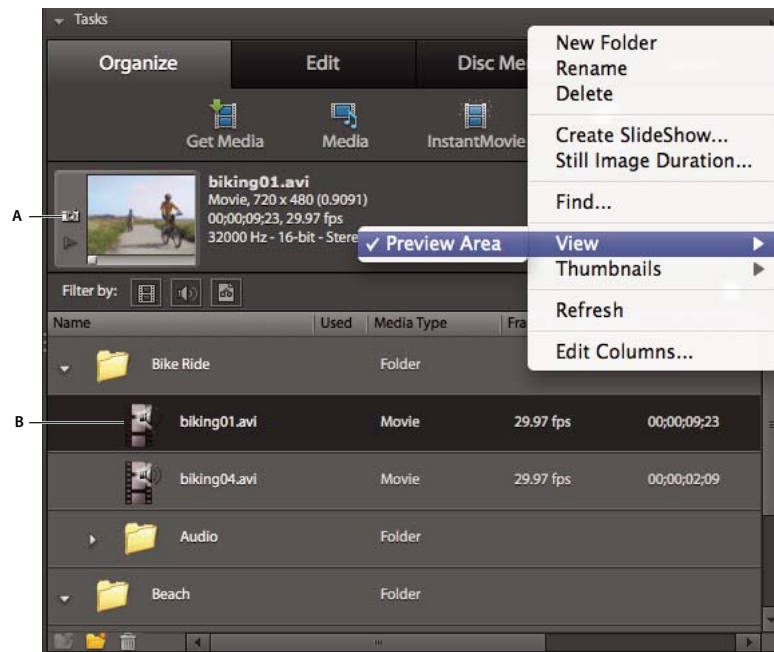 Tasks
Organize
Edit
Disc Me
New Folder
Rename
Delete
Create SlideShow...
Still Image Duration...
Find...
View
Thumbnails
Refresh
Edit Columns...
Get Media
Media
InstantMovie
A
biking01.avi
Movie, 720 x 480 (0.9091)
00;00;09;23, 29.97 fps
32000 Hz - 16-bit - Stere
✓ Preview Area
Filter by:
Name Used Media Type Fra
Bike Ride Folder
B
biking01.avi Movie 29.97 fps 00;00;09;23
biking04.avi Movie 29.97 fps 00;00;02;09
Audio Folder
Beach Folder